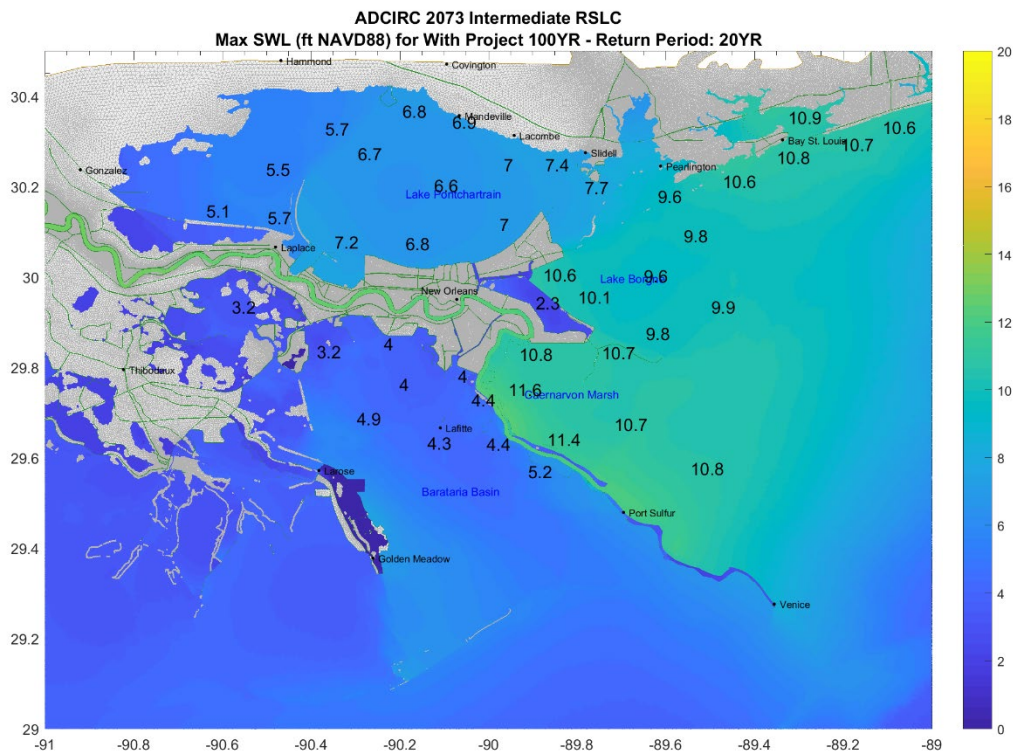 ADCIRC 2073 Intermediate RSLC
Max SWL (ft NAVD88) for With Project 100YR - Return Period: 20YR
Hammond
Covington
20
30.4
6.8
Mandeville
6.9
10.9
10.6
5.7
Lacombe
Bay St. Louis
10.7
18
6.7
Slidell
10.8
Gonzalez
5.5
7
7.4
Pearlington
10.6
30.2
6.6
7.7
9.6
16
Lake Pontchartrain
5.1
5.7
7
9.8
Laplace
7.2
6.8
14
30
10.6
Lake Borgne
9.6
New Orleans
10.1
3.2
2.3
9.9
12
9.8
3.2
4
10.8
10.7
29.8
Thibodaux
4
4
11.6
Caernarvon Marsh
10
4.4
4.9
Lafitte
10.7
4.3
4.4
11.4
29.6
8
Larose
5.2
10.8
Barataria Basin
Port Sulfur
6
29.4
Golden Meadow
Venice
4
29.2
2
29
0
-91 -90.8 -90.6 -90.4 -90.2 -90 -89.8 -89.6 -89.4 -89.2 -89